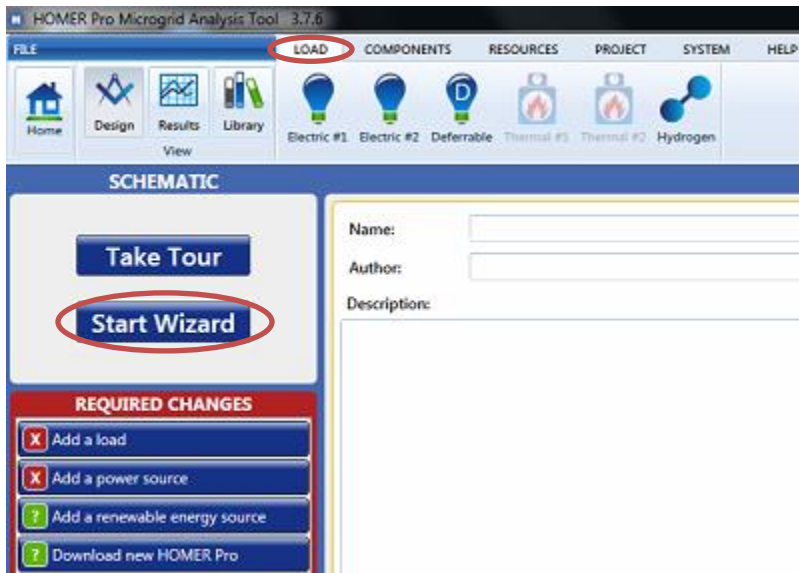 HOMER Pro Microgrid Analysis Tool 3.7.6
FILE LOAD COMPONENTS RESOURCES PROJECT SYSTEM HELP
Home Design Results Library Electric #1 Electric #2 Deferrable Thermal #1 Thermal #2 Hydrogen
D
View
SCHEMATIC
Take Tour
Start Wizard
Name:
Author:
Description:
REQUIRED CHANGES
X Add a load
X Add a power source
? Add a renewable energy source
? Download new HOMER Pro